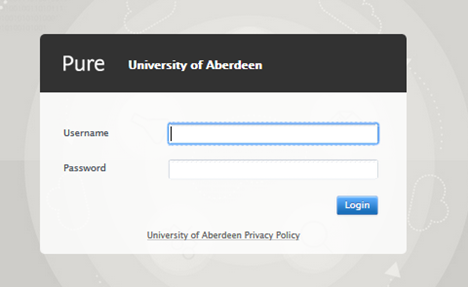 Pure University of Aberdeen
Username
Password
Login
University of Aberdeen Privacy Policy